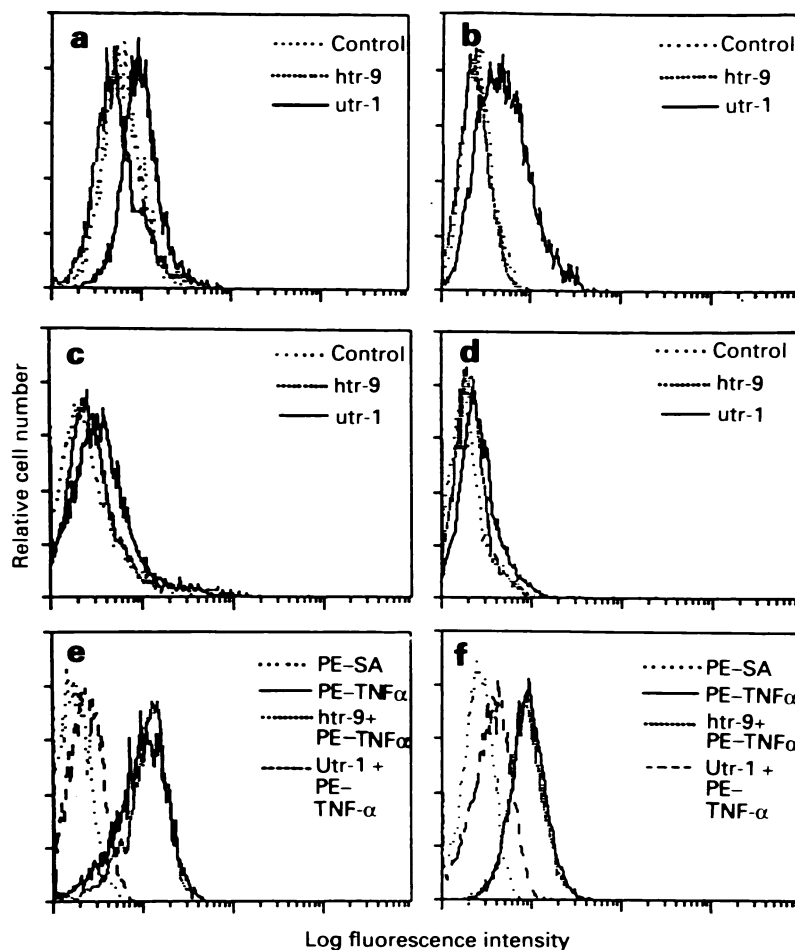 a
Control
htr-9
utr-1
b
Control
htr-9
utr-1
c
Control
htr-9
utr-1
d
Control
htr-9
utr-1
e
PE-SA
PE-TNFα
htr-9+
PE-TNFα
Utr-1 +
PE-
TNF-α
f
PE-SA
PE-TNFα
htr-9+
PE-TNFα
Utr-1 +
PE-
TNF-α
Relative cell number
Log fluorescence intensity